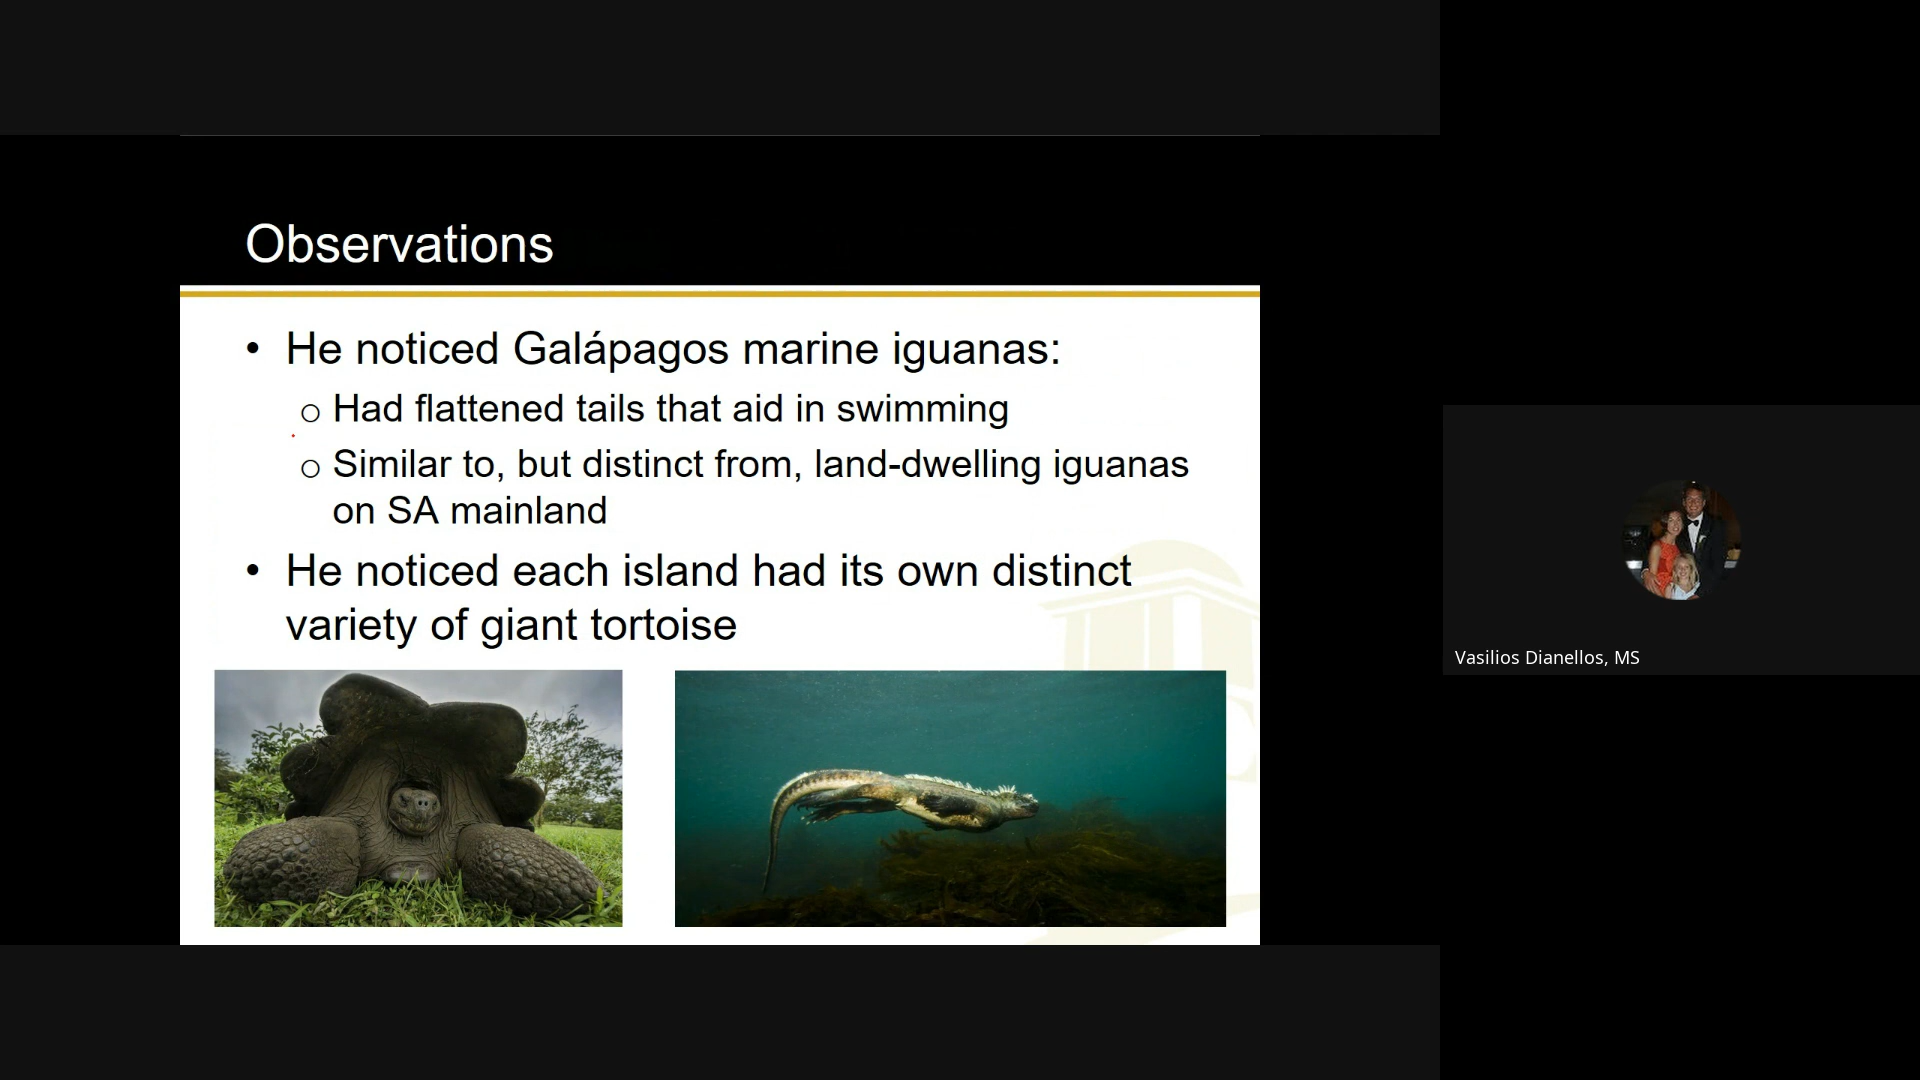 Observations
• He noticed Galápagos marine iguanas:
o Had flattened tails that aid in swimming
o Similar to, but distinct from, land-dwelling iguanas
on SA mainland
• He noticed each island had its own distinct
variety of giant tortoise
Vasilios Dianellos, MS